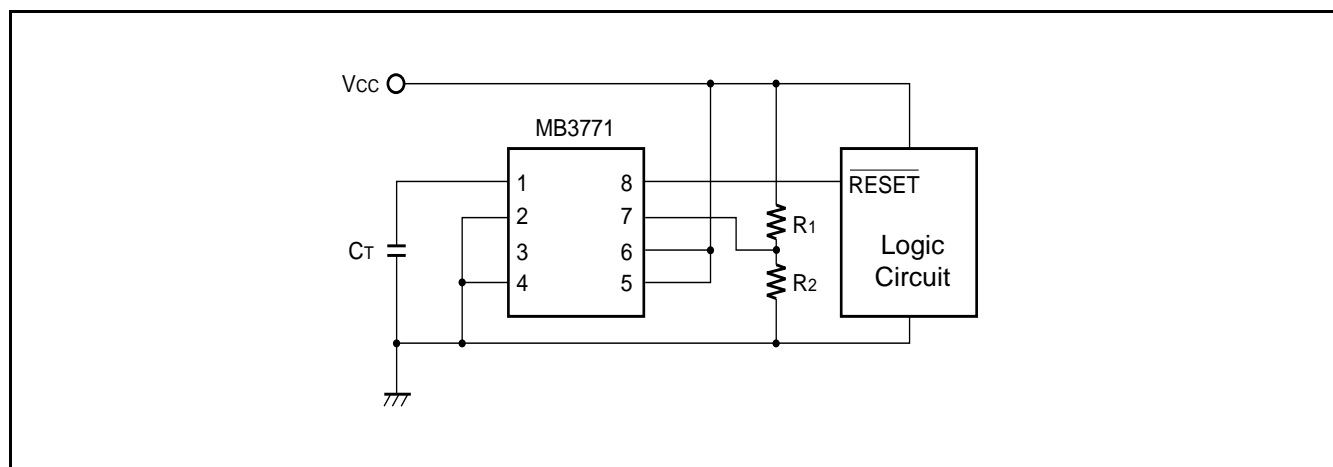 Vcc
MB3771
1 8
2 7
3 6
4 5
CT
R1
R2
RESET
Logic
Circuit